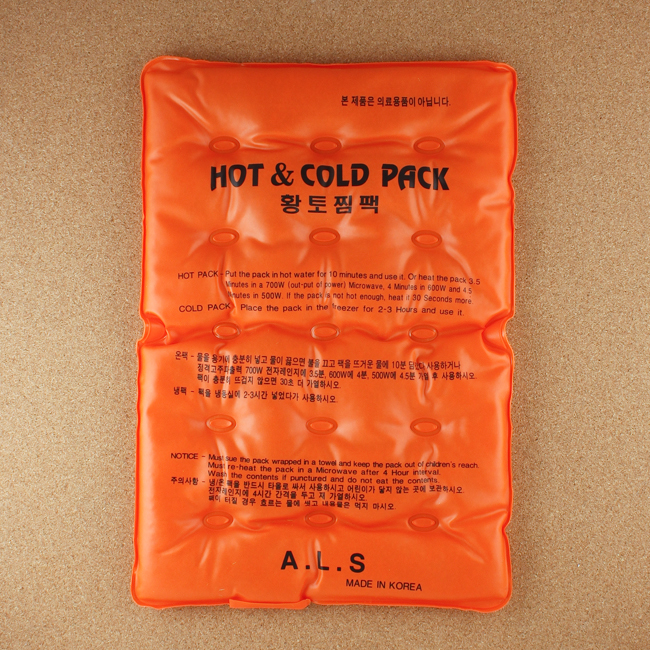 본 제품은 의료용품이 아닙니다.
HOT & COLD PACK
황토찜팩
HOT PACK - Put the pack in hot water for 10 minutes and use it. Or heat the pack 3.5
Minutes in a 700W (out-put of power) Microwave, 4 Minutes in 600W and 4.5
Minutes in 500W. If the pack is not hot enough, heat it 30 Seconds more.
COLD PACK - Place the pack in the freezer for 2-3 Hours and use it.
온팩 - 물을 용기에 충분히 넣고 물이 끓으면 불을 끄고 팩을 뜨거운 물에 10분 담갔다 사용하거나
정격고주파출력 700W 전자레인지에 3.5분, 600W에 4분, 500W에 4.5분 가열 후 사용하십시오.
팩이 충분히 뜨겁지 않으면 30초 더 가열하십시오.
냉팩 - 팩을 냉동실에 2-3시간 넣었다가 사용하십시오.
NOTICE - Must sue the pack wrapped in a towel and keep the pack out of children's reach.
Must re-heat the pack in a Microwave after 4 Hour interval.
Wash the contents if punctured and do not eat the contents.
주의사항 - 냉/온팩을 반드시 타올로 싸서 사용하시고 어린이가 닿지 않는 곳에 보관하십시오.
전자레인지에 4시간 간격을 두고 재 가열하십시오.
팩이 터질 경우 흐르는 물에 씻고 내용물은 먹지 마시오.
A.L.S
MADE IN KOREA